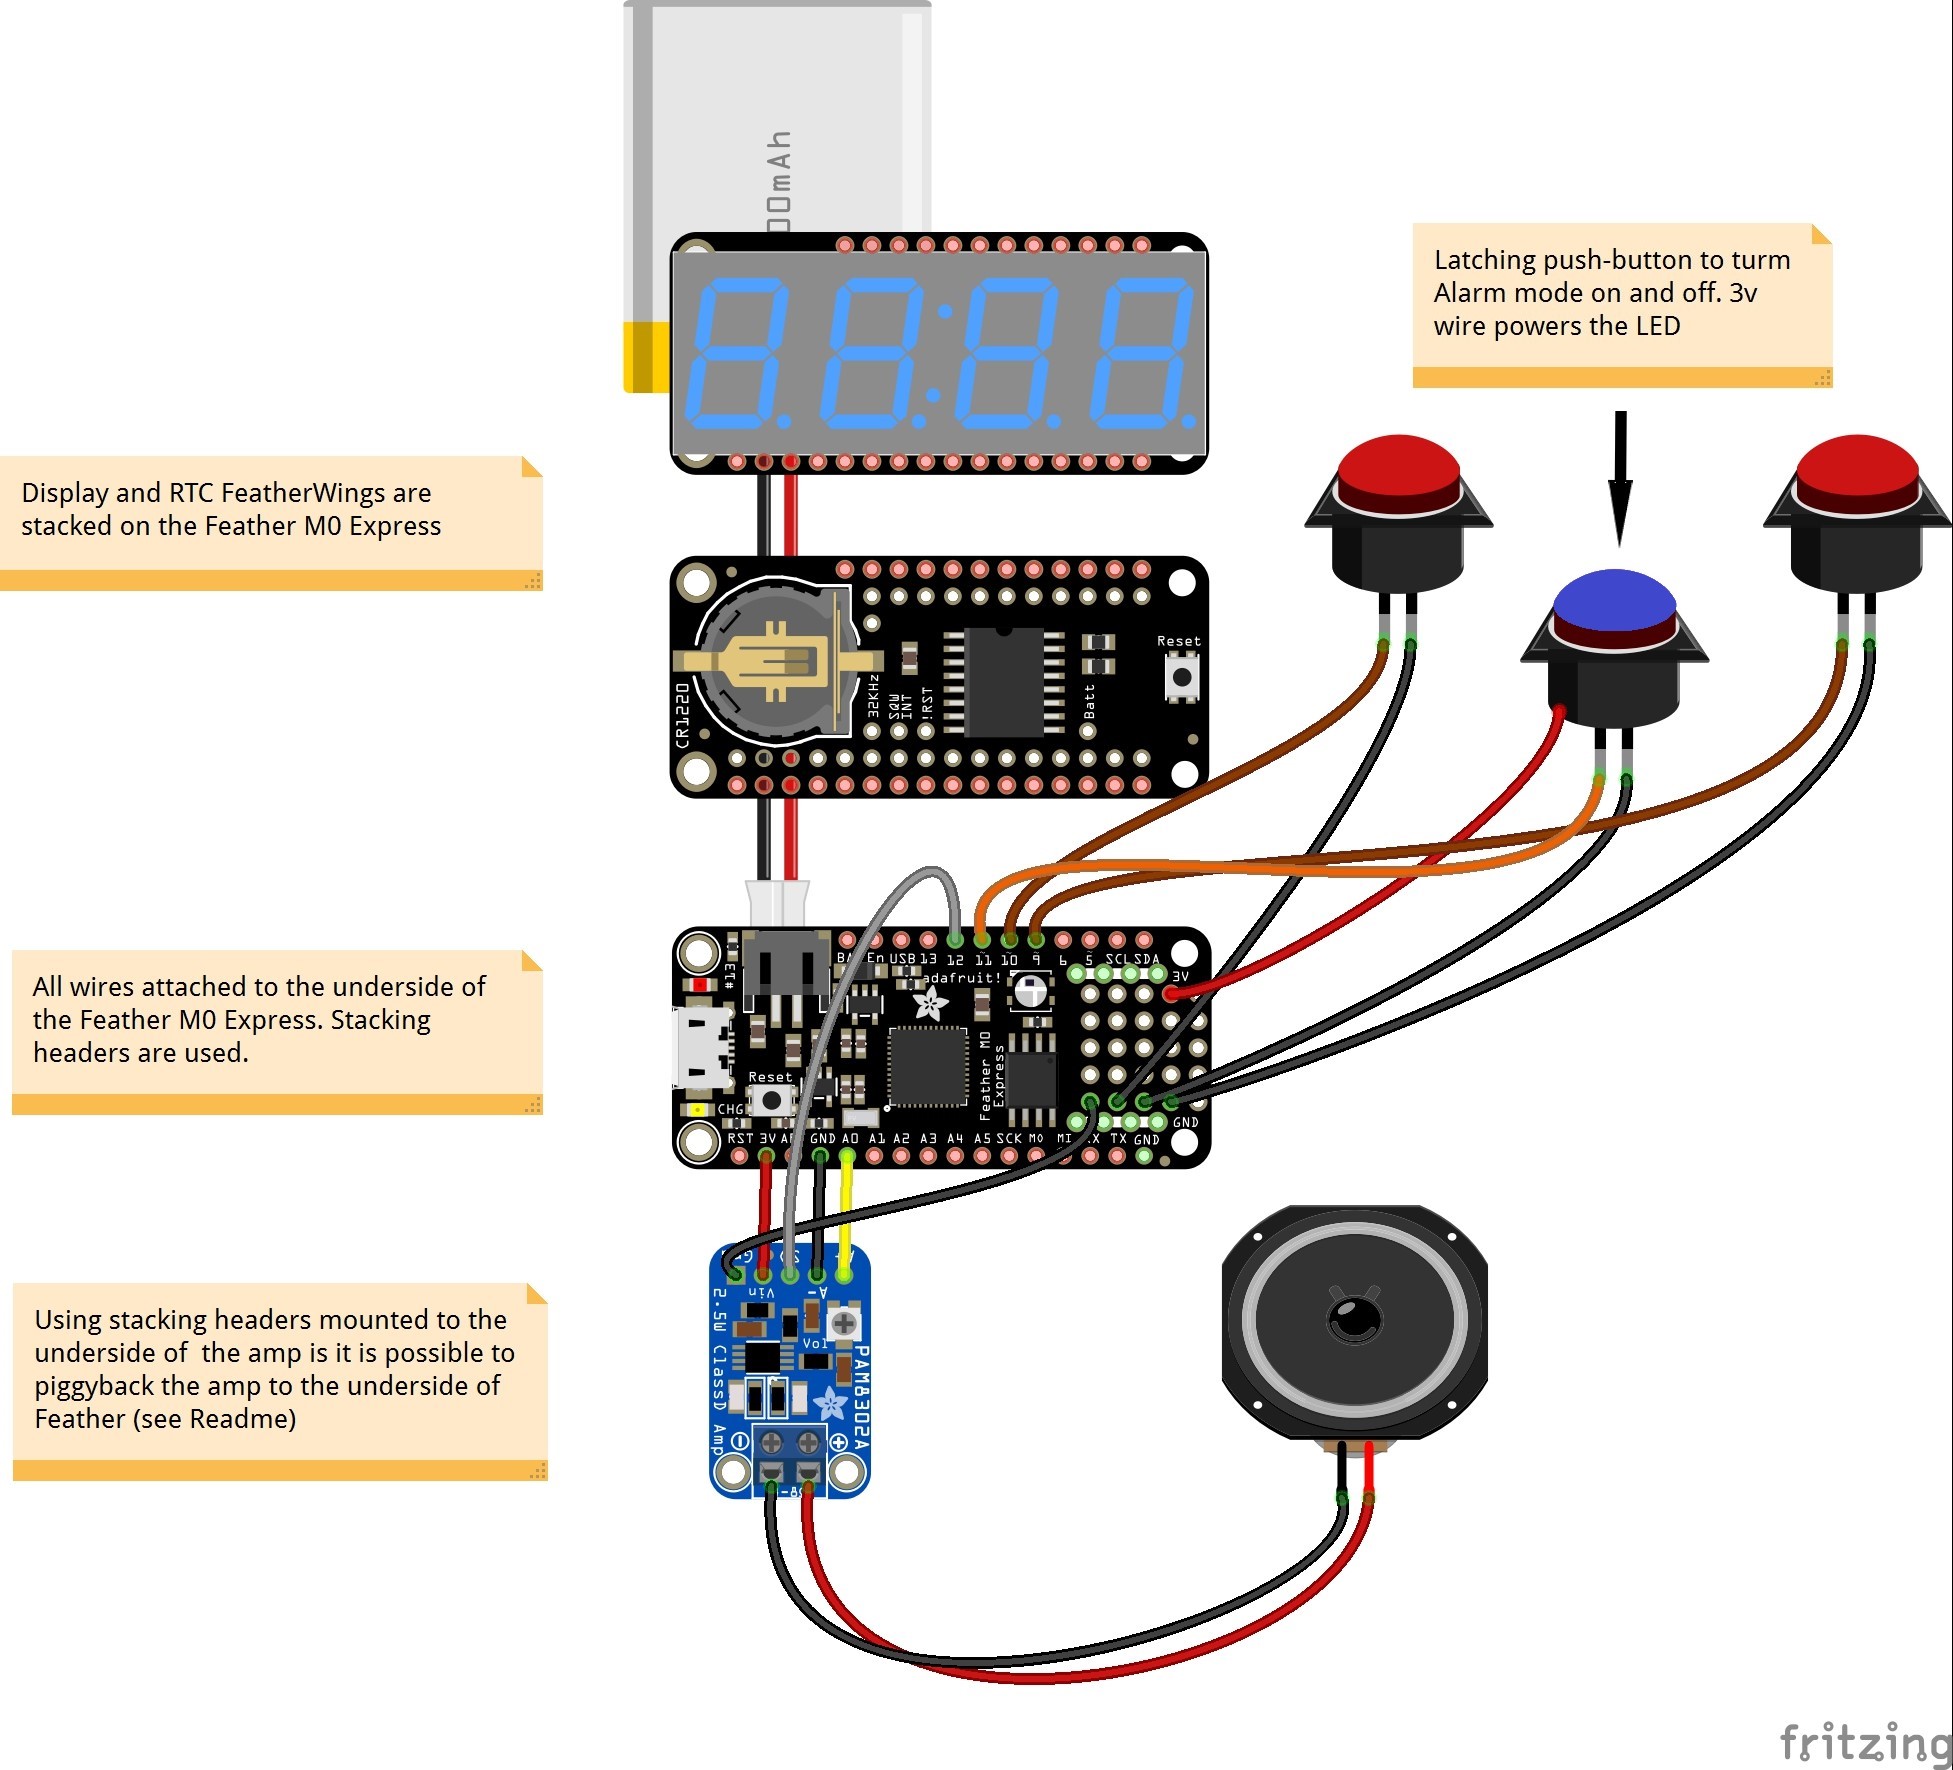 00mAh
Latching push-button to turm
Alarm mode on and off. 3v
wire powers the LED
Display and RTC FeatherWings are
stacked on the Feather M0 Express
Reset
CR1220
32KHz
SQW
INT
!RST
Batt
All wires attached to the underside of
the Feather M0 Express. Stacking
headers are used.
BA En USB 13 12 11 10 9 6 5 SCL SDA
#13
adafruit!
3V
Feather M0
Express
Reset
CHG
GND
RST 3V AR GND A0 A1 A2 A3 A4 A5 SCK MO MI RX TX GND
Vin
A-
2.5W ClassD Amp
Vol
PAM8302A
Using stacking headers mounted to the
underside of the amp is it is possible to
piggyback the amp to the underside of
Feather (see Readme)
fritzing